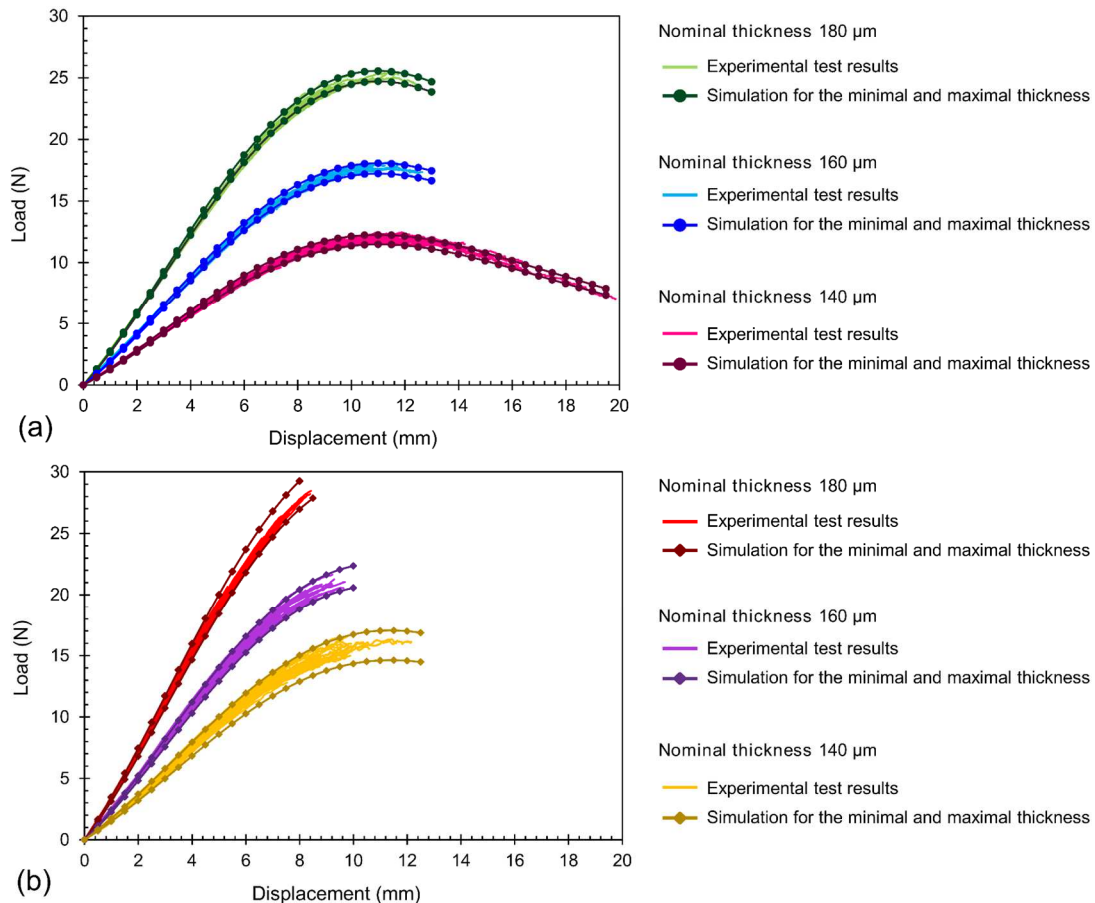 30
25
20
15
10
5
0
Load (N)
0 2 4 6 8 10 12 14 16 18 20
Displacement (mm)
(a)
Nominal thickness 180 µm
Experimental test results
Simulation for the minimal and maximal thickness
Nominal thickness 160 µm
Experimental test results
Simulation for the minimal and maximal thickness
Nominal thickness 140 µm
Experimental test results
Simulation for the minimal and maximal thickness
30
25
20
15
10
5
0
Load (N)
0 2 4 6 8 10 12 14 16 18 20
Displacement (mm)
(b)
Nominal thickness 180 µm
Experimental test results
Simulation for the minimal and maximal thickness
Nominal thickness 160 µm
Experimental test results
Simulation for the minimal and maximal thickness
Nominal thickness 140 µm
Experimental test results
Simulation for the minimal and maximal thickness